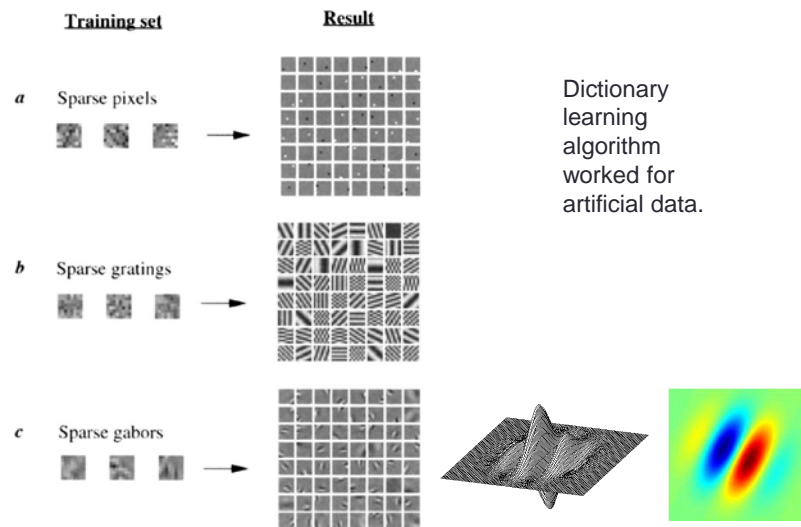 Training set
Result
a Sparse pixels
b Sparse gratings
c Sparse gabors
Dictionary
learning
algorithm
worked for
artificial data.